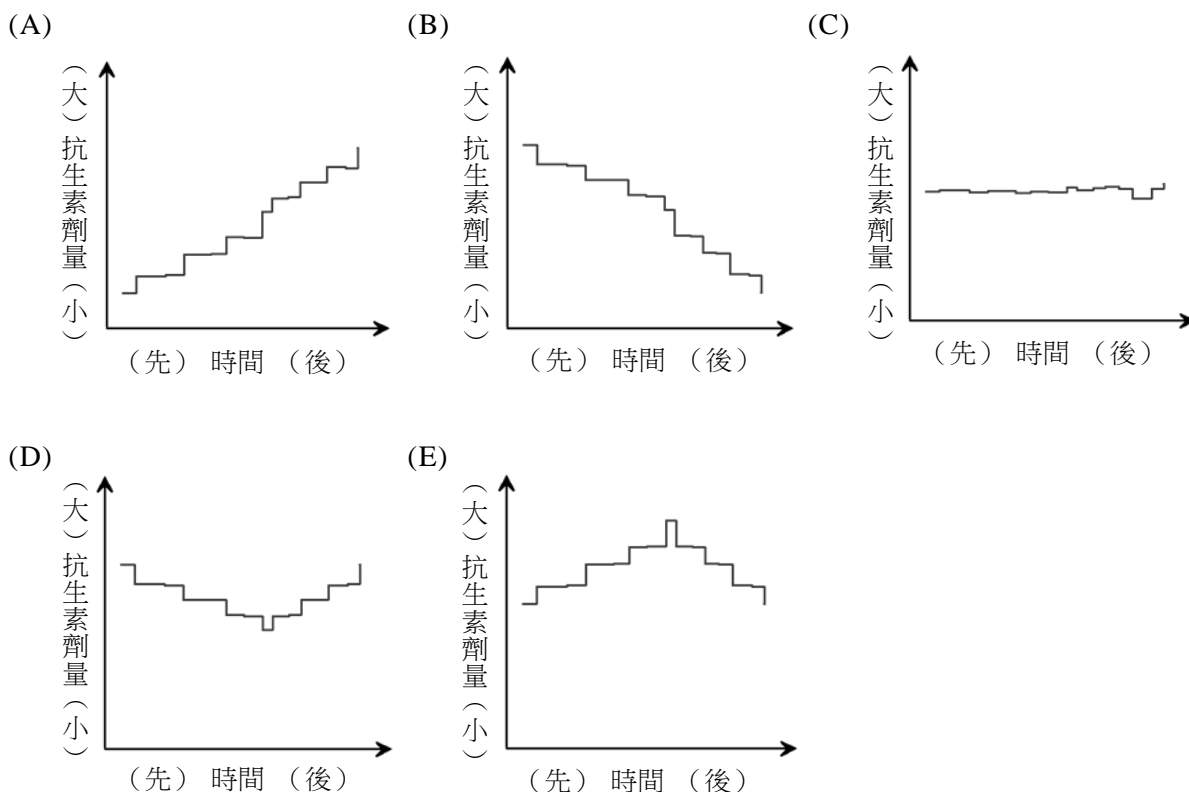 (A)
(B)
(C)
（大）抗生素劑量（小）
（大）抗生素劑量（小）
（大）抗生素劑量（小）
（先） 時間 （後）
（先） 時間 （後）
（先） 時間 （後）
(D)
(E)
（大）抗生素劑量（小）
（大）抗生素劑量（小）
（先） 時間 （後）
（先） 時間 （後）